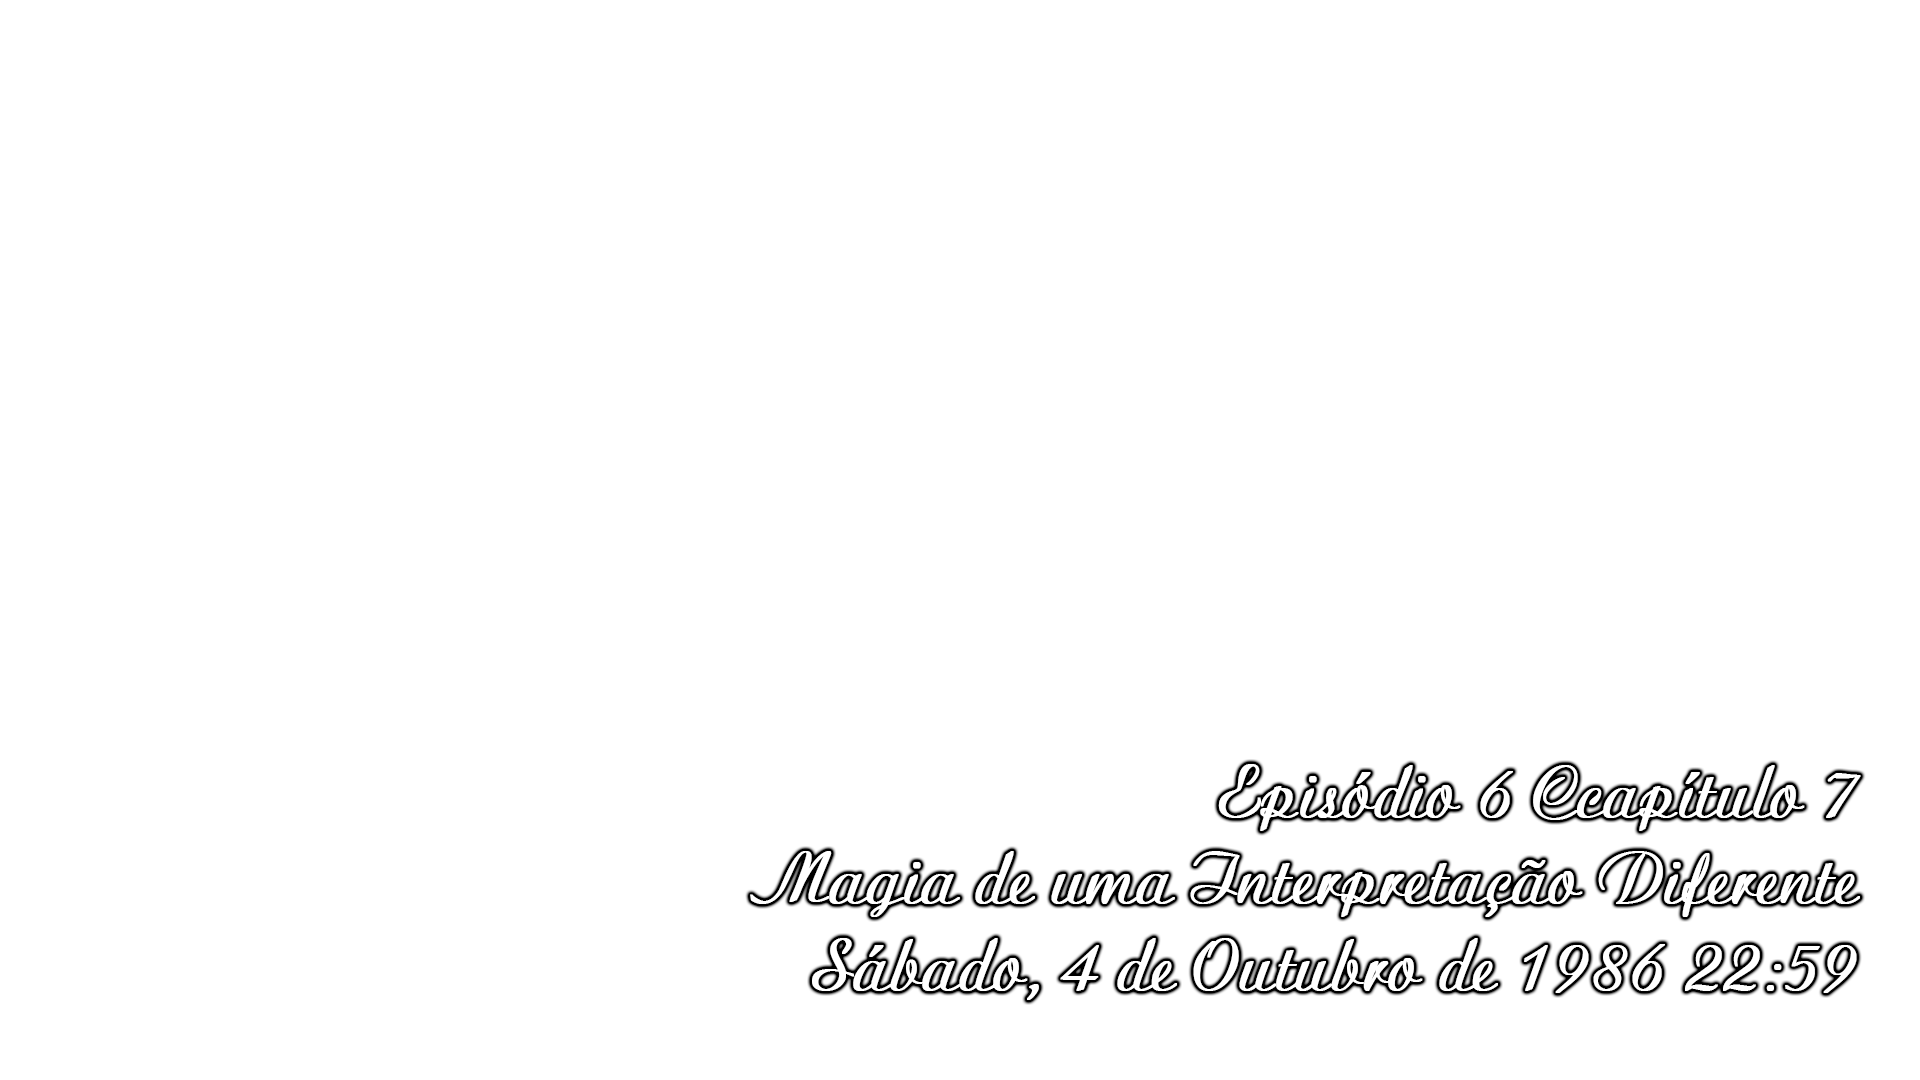 Episódio 6 Ccapítulo 7
Magia de uma Interpretação Diferente
Sábado, 4 de Outubro de 1986 22:59